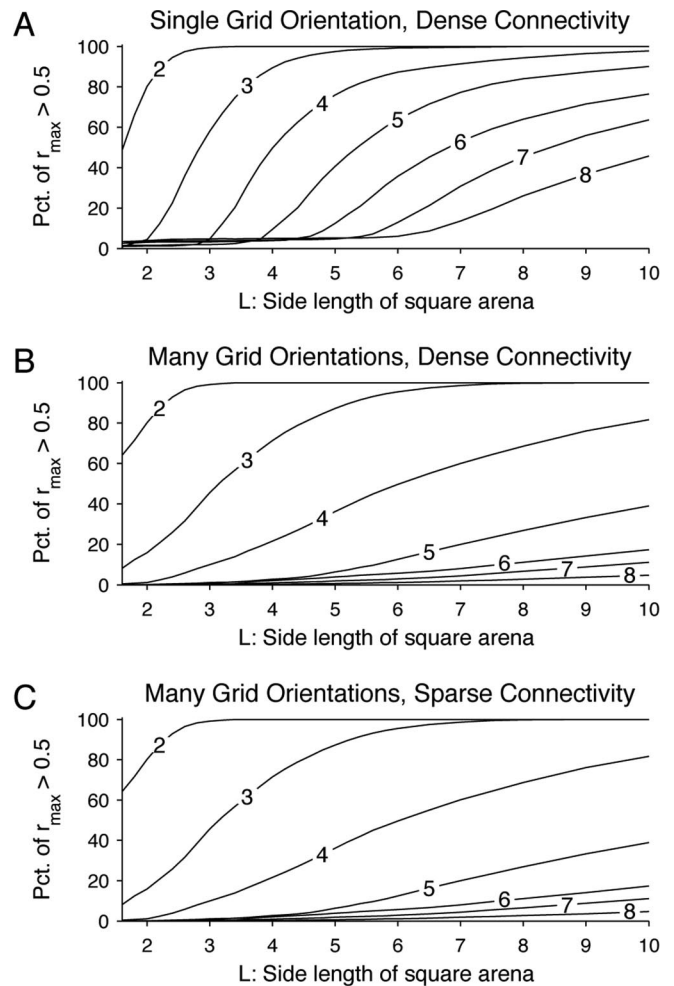 A
Single Grid Orientation, Dense Connectivity
Pct. of r_max > 0.5
100
80
60
40
20
0
2
3
4
5
6
7
8
2 3 4 5 6 7 8 9 10
L: Side length of square arena
B
Many Grid Orientations, Dense Connectivity
Pct. of r_max > 0.5
100
80
60
40
20
0
2
3
4
5
6
7
8
2 3 4 5 6 7 8 9 10
L: Side length of square arena
C
Many Grid Orientations, Sparse Connectivity
Pct. of r_max > 0.5
100
80
60
40
20
0
2
3
4
5
6
7
8
2 3 4 5 6 7 8 9 10
L: Side length of square arena